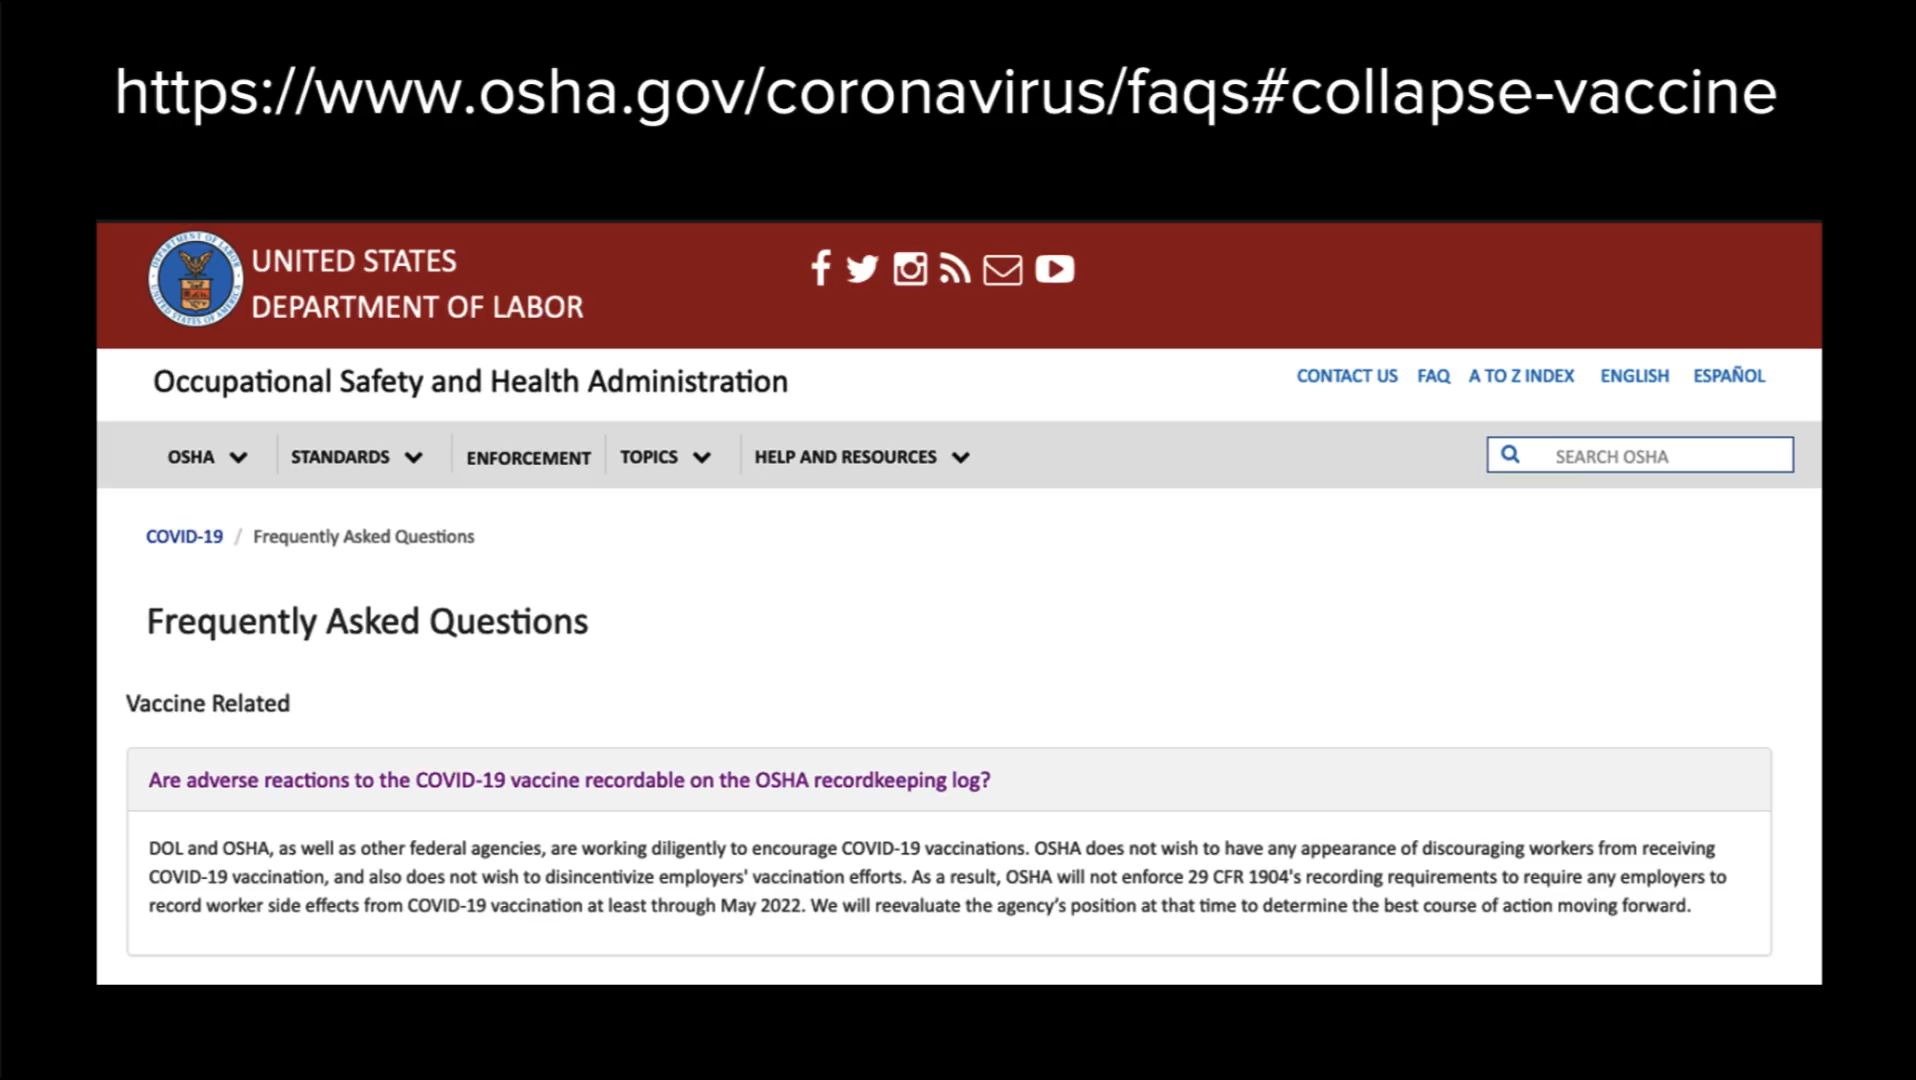 https://www.osha.gov/coronavirus/faqs#collapse-vaccine
UNITED STATES
DEPARTMENT OF LABOR
Occupational Safety and Health Administration
CONTACT US FAQ A TO Z INDEX ENGLISH ESPAÑOL
OSHA STANDARDS ENFORCEMENT TOPICS HELP AND RESOURCES SEARCH OSHA
COVID-19 / Frequently Asked Questions
Frequently Asked Questions
Vaccine Related
Are adverse reactions to the COVID-19 vaccine recordable on the OSHA recordkeeping log?
DOL and OSHA, as well as other federal agencies, are working diligently to encourage COVID-19 vaccinations. OSHA does not wish to have any appearance of discouraging workers from receiving
COVID-19 vaccination, and also does not wish to disincentivize employers' vaccination efforts. As a result, OSHA will not enforce 29 CFR 1904's recording requirements to require any employers to
record worker side effects from COVID-19 vaccination at least through May 2022. We will reevaluate the agency’s position at that time to determine the best course of action moving forward.